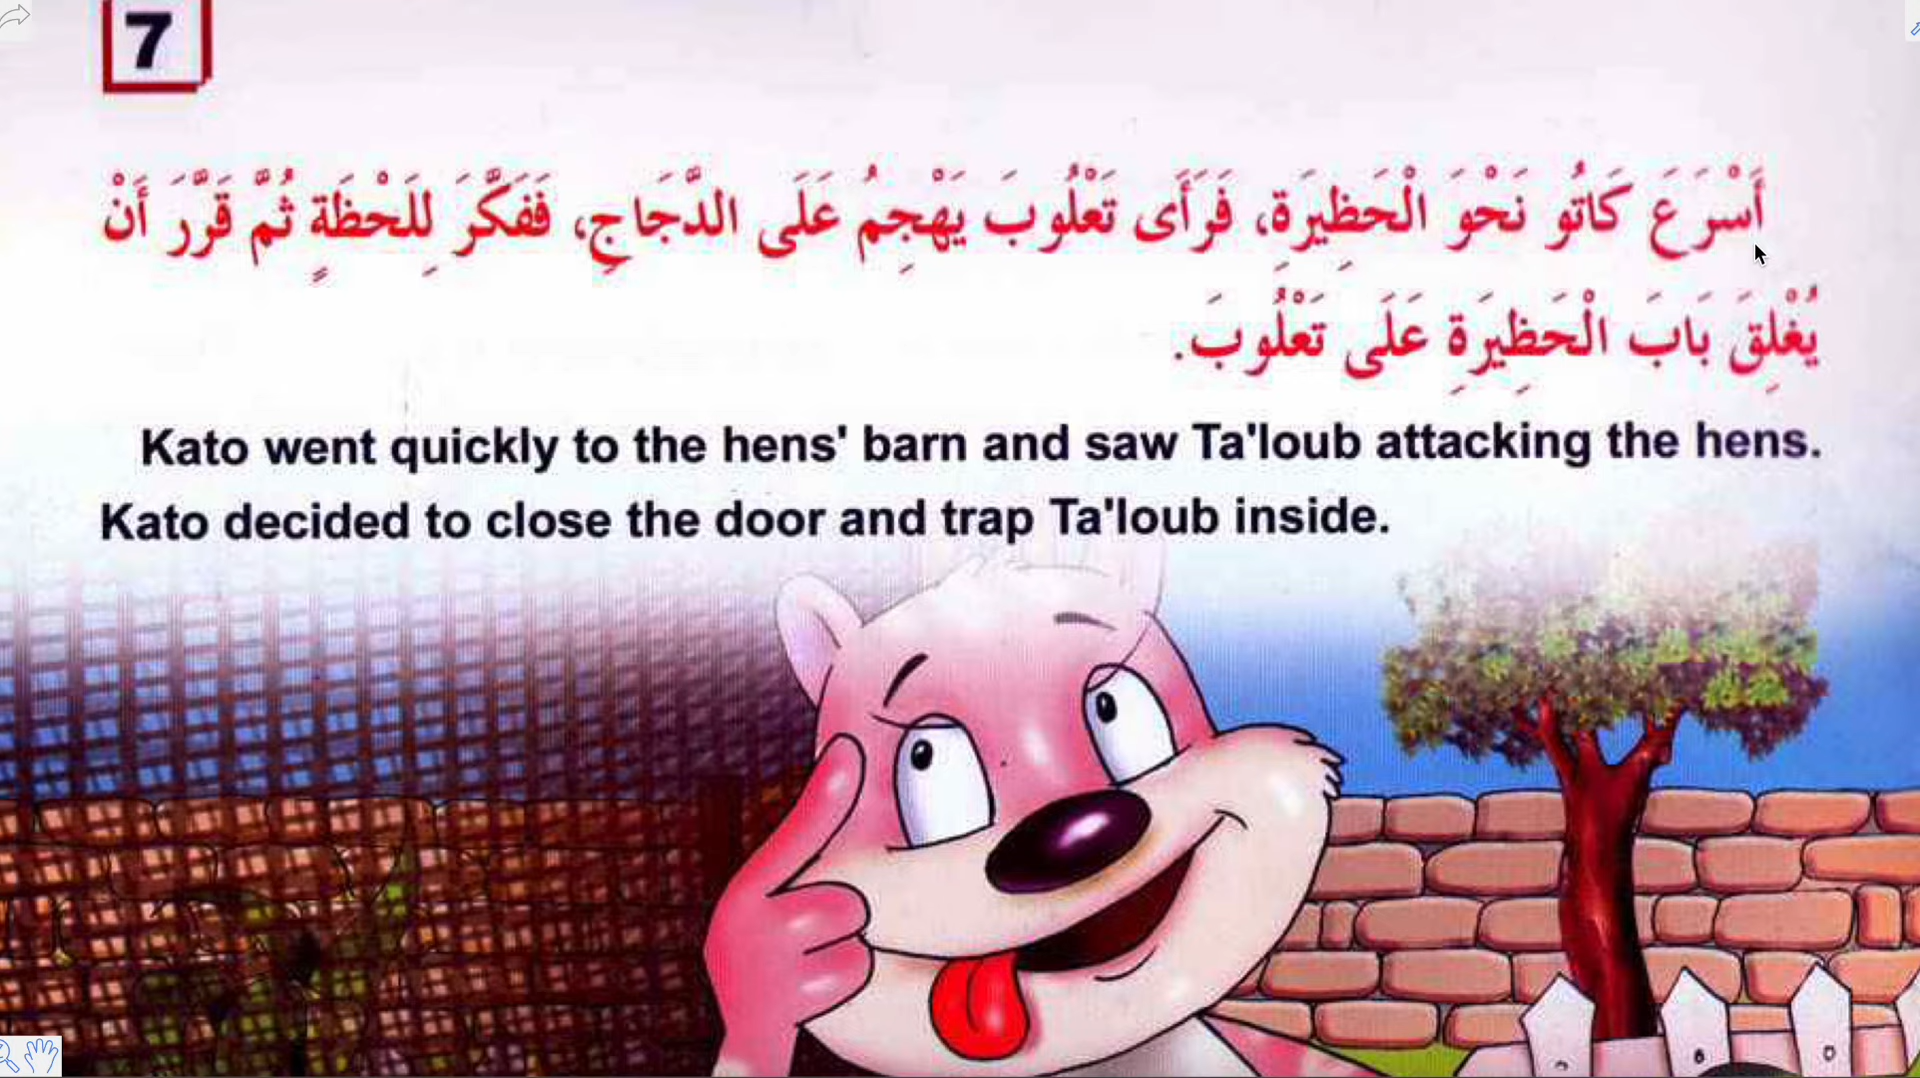 7
أَسْرَعَ كَاتُو نَحْوَ الْحَظِيرَةِ، فَرَأَى تَعْلُوبَ يَهْجِمُ عَلَى الدَّجَاجِ، فَفَكَّرَ لِلَحْظَةٍ ثُمَّ قَرَّرَ أَنْ
يُغْلِقَ بَابَ الْحَظِيرَةِ عَلَى تَعْلُوبَ.
Kato went quickly to the hens' barn and saw Ta'loub attacking the hens.
Kato decided to close the door and trap Ta'loub inside.